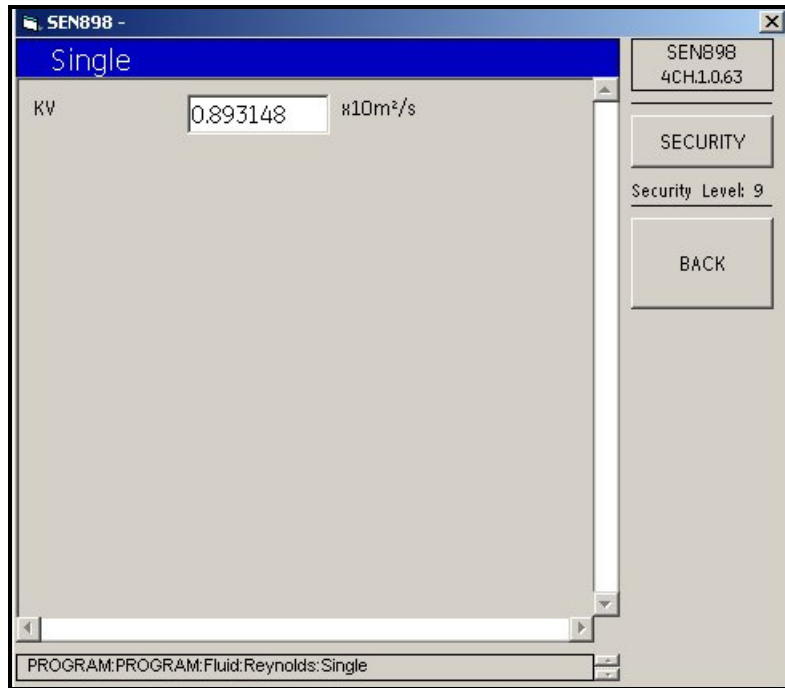 SEN898 -
Single
KV 0.893148 x10m²/s
SEN898
4CH.1.0.63
SECURITY
Security Level: 9
BACK
PROGRAM:PROGRAM:Fluid:Reynolds:Single